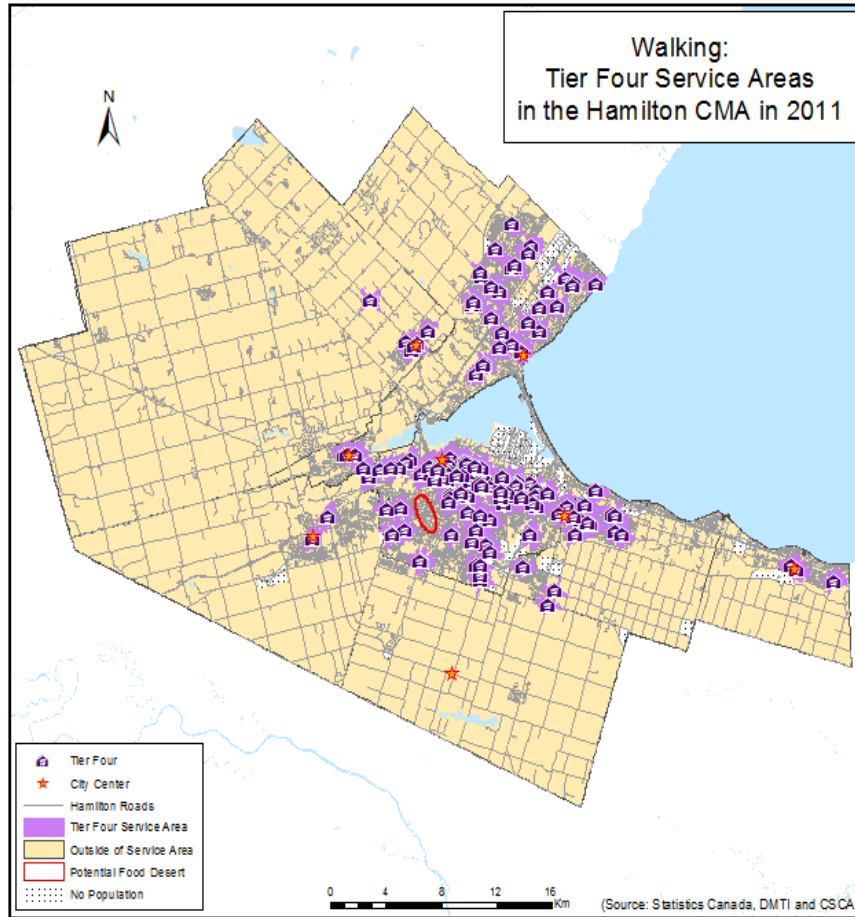 Walking:
Tier Four Service Areas
in the Hamilton CMA in 2011
N
Tier Four
City Center
Hamilton Roads
Tier Four Service Area
Outside of Service Area
Potential Food Desert
No Population
0 4 8 12 16
Km
(Source: Statistics Canada, DMTI and CSCA